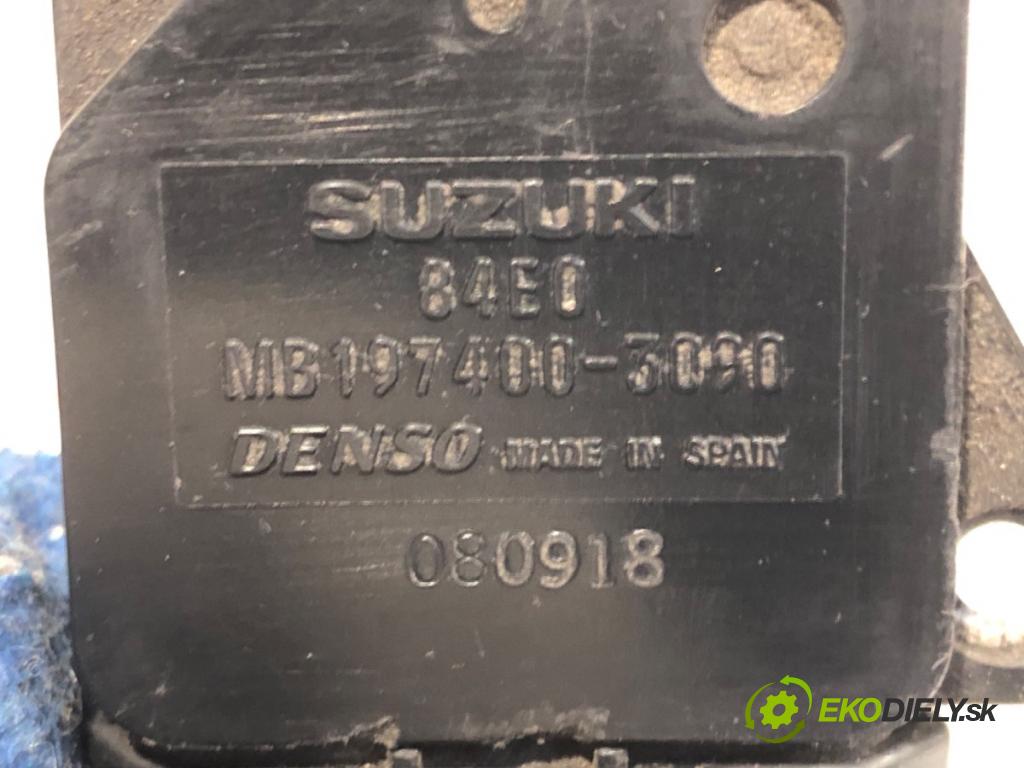 SUZUKI
84E0
MB197400-3090
DENSO MADE IN SPAIN
080918
EKODIELY.sk